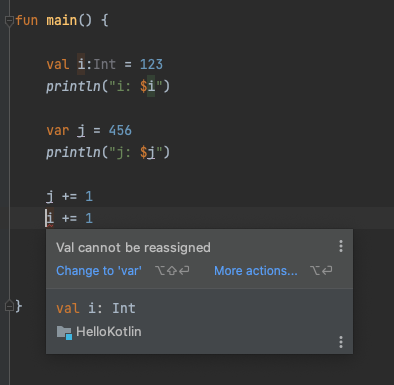 fun main() {
val i:Int = 123
println("i: $i")
var j = 456
println("j: $j")
j += 1
i += 1
Val cannot be reassigned
Change to 'var' ⌥⇧⏎ More actions... ⌥⏎
val i: Int
HelloKotlin
}